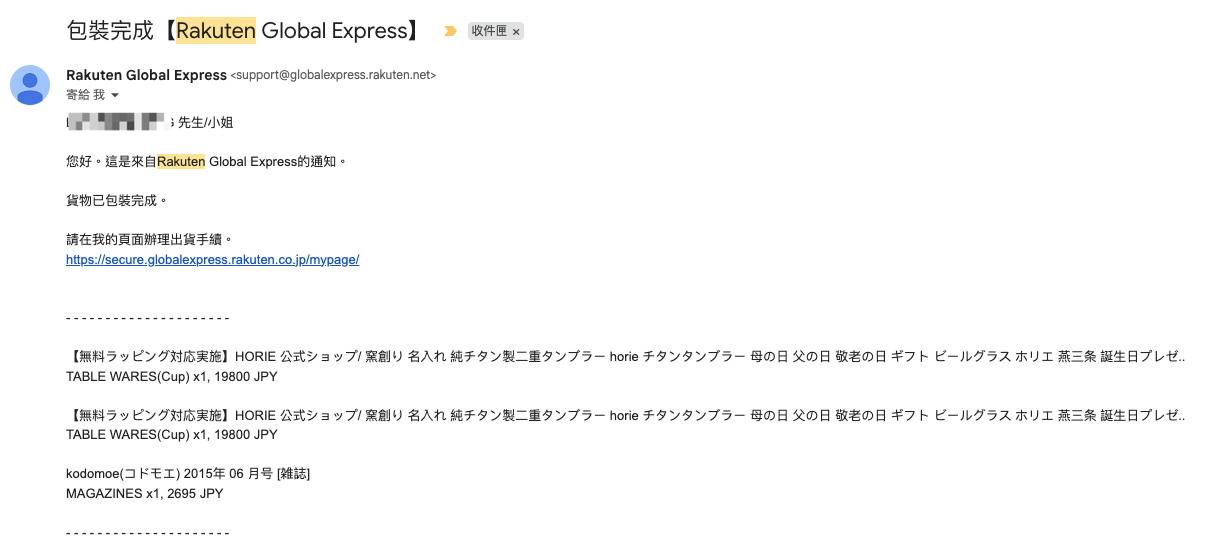 包裝完成【Rakuten Global Express】 收件匣 ×
Rakuten Global Express <support@globalexpress.rakuten.net>
寄給 我
先生/小姐
您好。這是來自Rakuten Global Express的通知。
貨物已包裝完成。
請在我的頁面辦理出貨手續。
https://secure.globalexpress.rakuten.co.jp/mypage/
- - - - - - - - - - - - - - - - - - - - -
【無料ラッピング対応実施】HORIE 公式ショップ/ 窯創り 名入れ 純チタン製二重タンブラー horie チタンタンブラー 母の日 父の日 敬老の日 ギフト ビールグラス ホリエ 燕三条 誕生日プレゼ..
TABLE WARES(Cup) x1, 19800 JPY
【無料ラッピング対応実施】HORIE 公式ショップ/ 窯創り 名入れ 純チタン製二重タンブラー horie チタンタンブラー 母の日 父の日 敬老の日 ギフト ビールグラス ホリエ 燕三条 誕生日プレゼ..
TABLE WARES(Cup) x1, 19800 JPY
kodomoe(コドモエ) 2015年 06 月号 [雑誌]
MAGAZINES x1, 2695 JPY
- - - - - - - - - - - - - - - - - - - - -